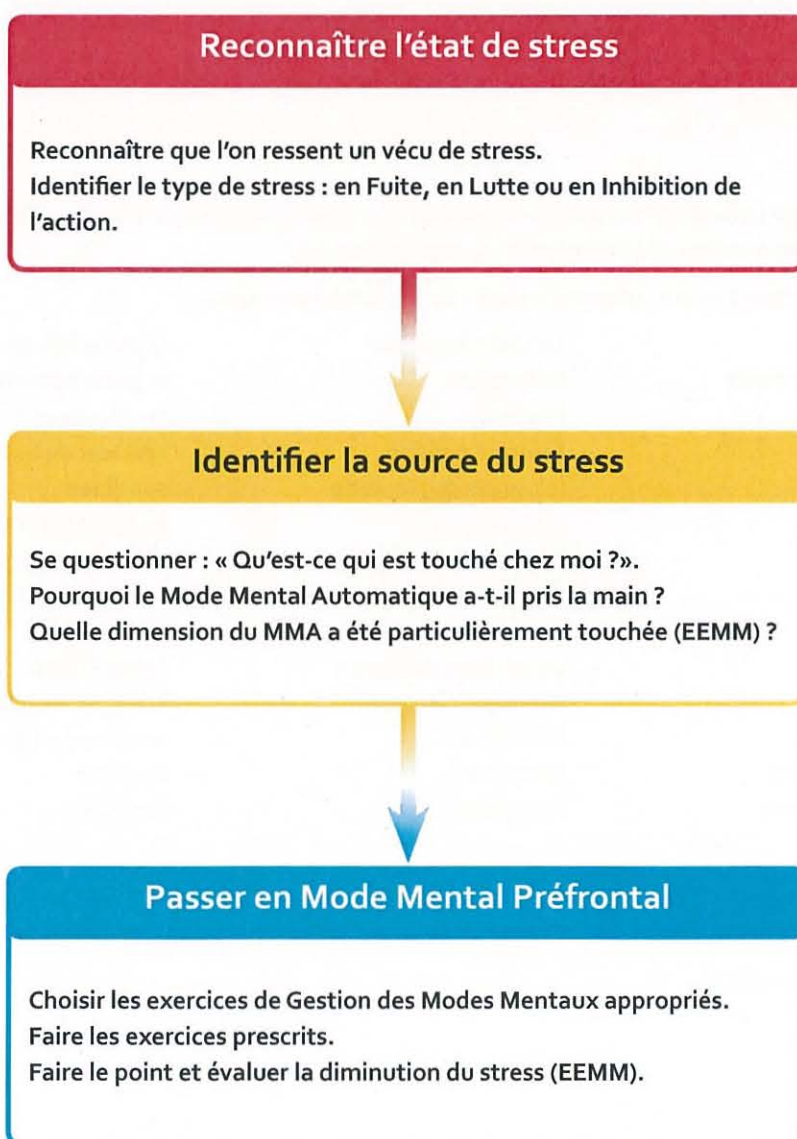 Reconnaître l'état de stress
Reconnaître que l'on ressent un vécu de stress.
Identifier le type de stress : en Fuite, en Lutte ou en Inhibition de
l'action.
Identifier la source du stress
Se questionner : « Qu'est-ce qui est touché chez moi ?».
Pourquoi le Mode Mental Automatique a-t-il pris la main ?
Quelle dimension du MMA a été particulièrement touchée (EEMM) ?
Passer en Mode Mental Préfrontal
Choisir les exercices de Gestion des Modes Mentaux appropriés.
Faire les exercices prescrits.
Faire le point et évaluer la diminution du stress (EEMM).